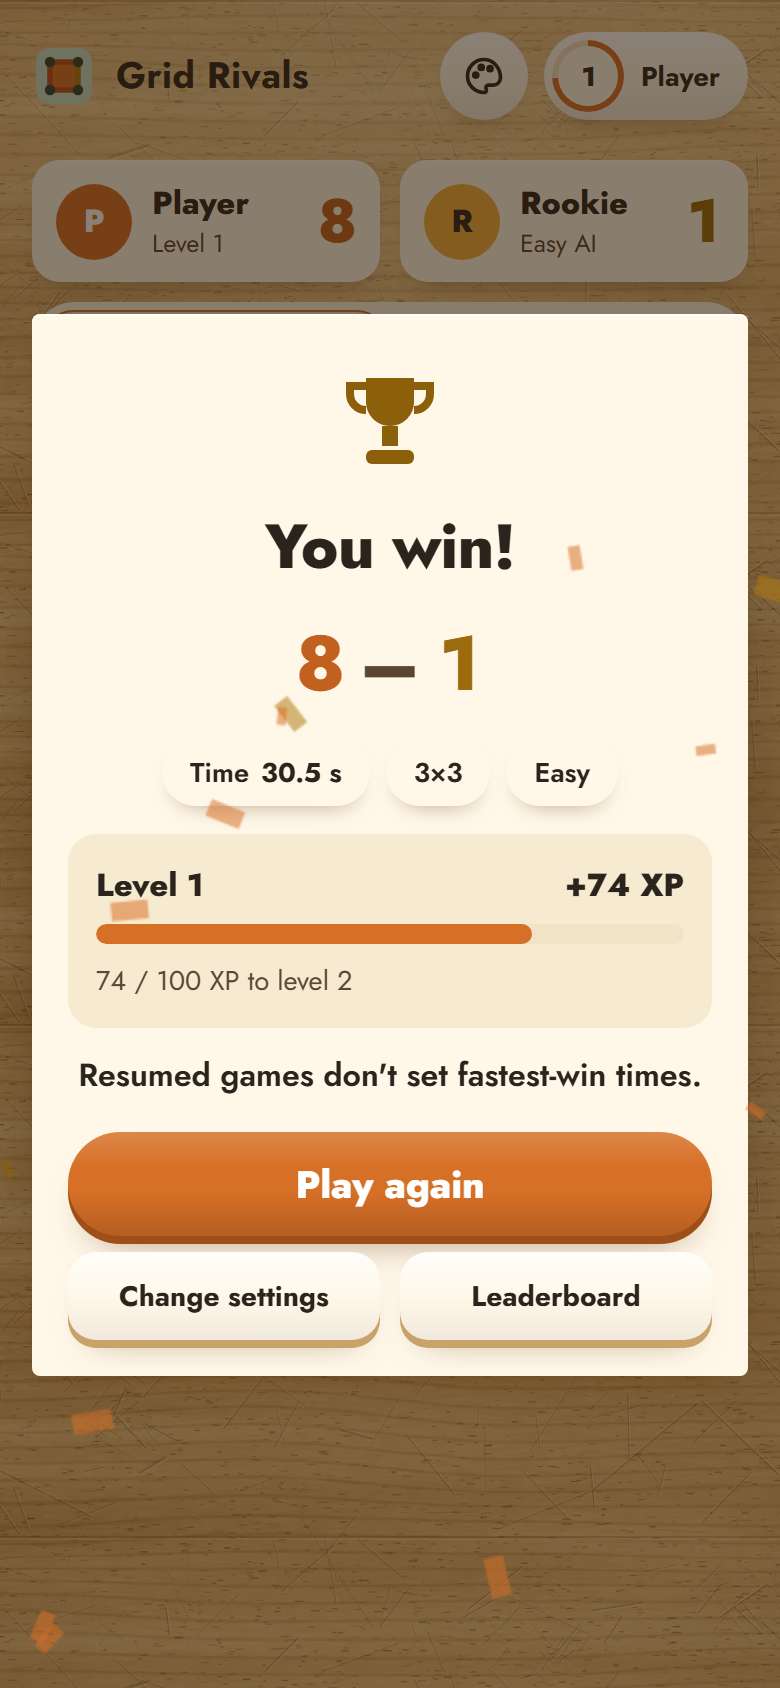 Grid Rivals
1 Player
P Player 8
Level 1
R Rookie 1
Easy AI
You win!
8 – 1
Time 30.5 s 3×3 Easy
Level 1 +74 XP
74 / 100 XP to level 2
Resumed games don't set fastest-win times.
Play again
Change settings Leaderboard